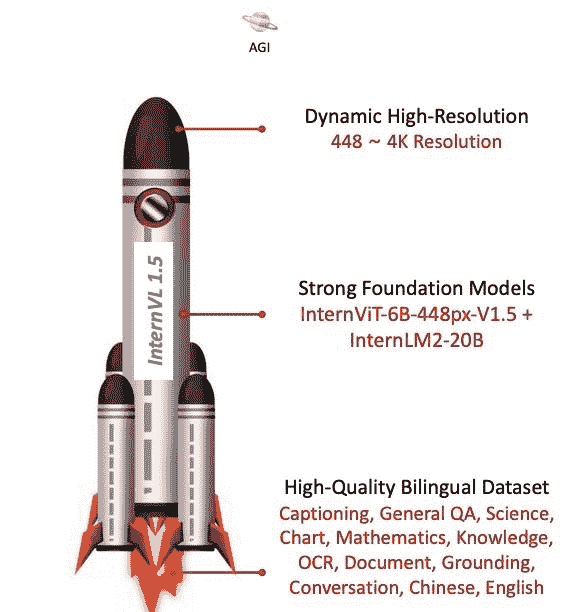 AGI
Dynamic High-Resolution
448 ~ 4K Resolution
InternVL 1.5
Strong Foundation Models
InternViT-6B-448px-V1.5 +
InternLM2-20B
High-Quality Bilingual Dataset
Captioning, General QA, Science,
Chart, Mathematics, Knowledge,
OCR, Document, Grounding,
Conversation, Chinese, English